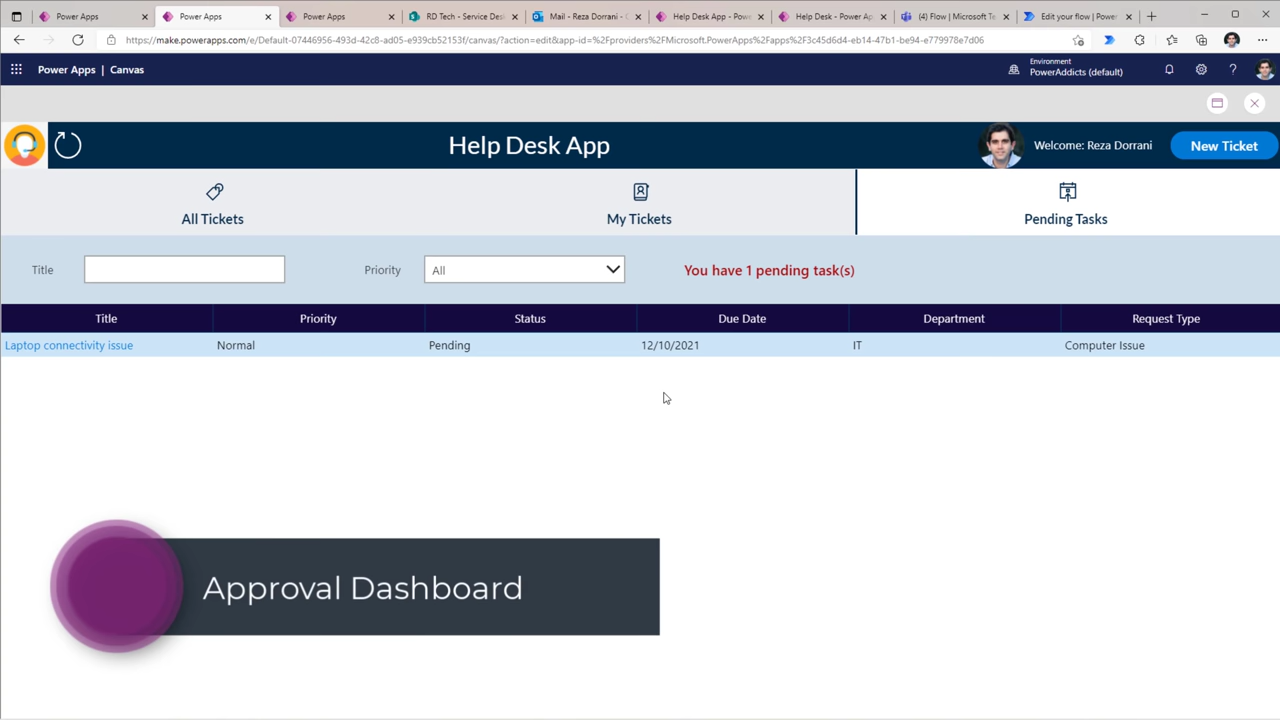 Power Apps
Power Apps
Power Apps
RD Tech - Service Des
Mail - Reza Dorrani - C
Help Desk App - Powe
Help Desk - Power Ap
(4) Flow | Microsoft Te
Edit your flow | Power
https://make.powerapps.com/e/Default-07446956-493d-42c8-ad05-e939cb52153f/canvas/?action=edit&app-id=%2Fproviders%2FMicrosoft.PowerApps%2Fapps%2F3c45d6d4-eb14-47b1-be94-e779978e7d06
Power Apps | Canvas
Environment
PowerAddicts (default)
Help Desk App
Welcome: Reza Dorrani
New Ticket
All Tickets
My Tickets
Pending Tasks
Title
Priority
All
You have 1 pending task(s)
Title Priority Status Due Date Department Request Type
Laptop connectivity issue Normal Pending 12/10/2021 IT Computer Issue
Approval Dashboard